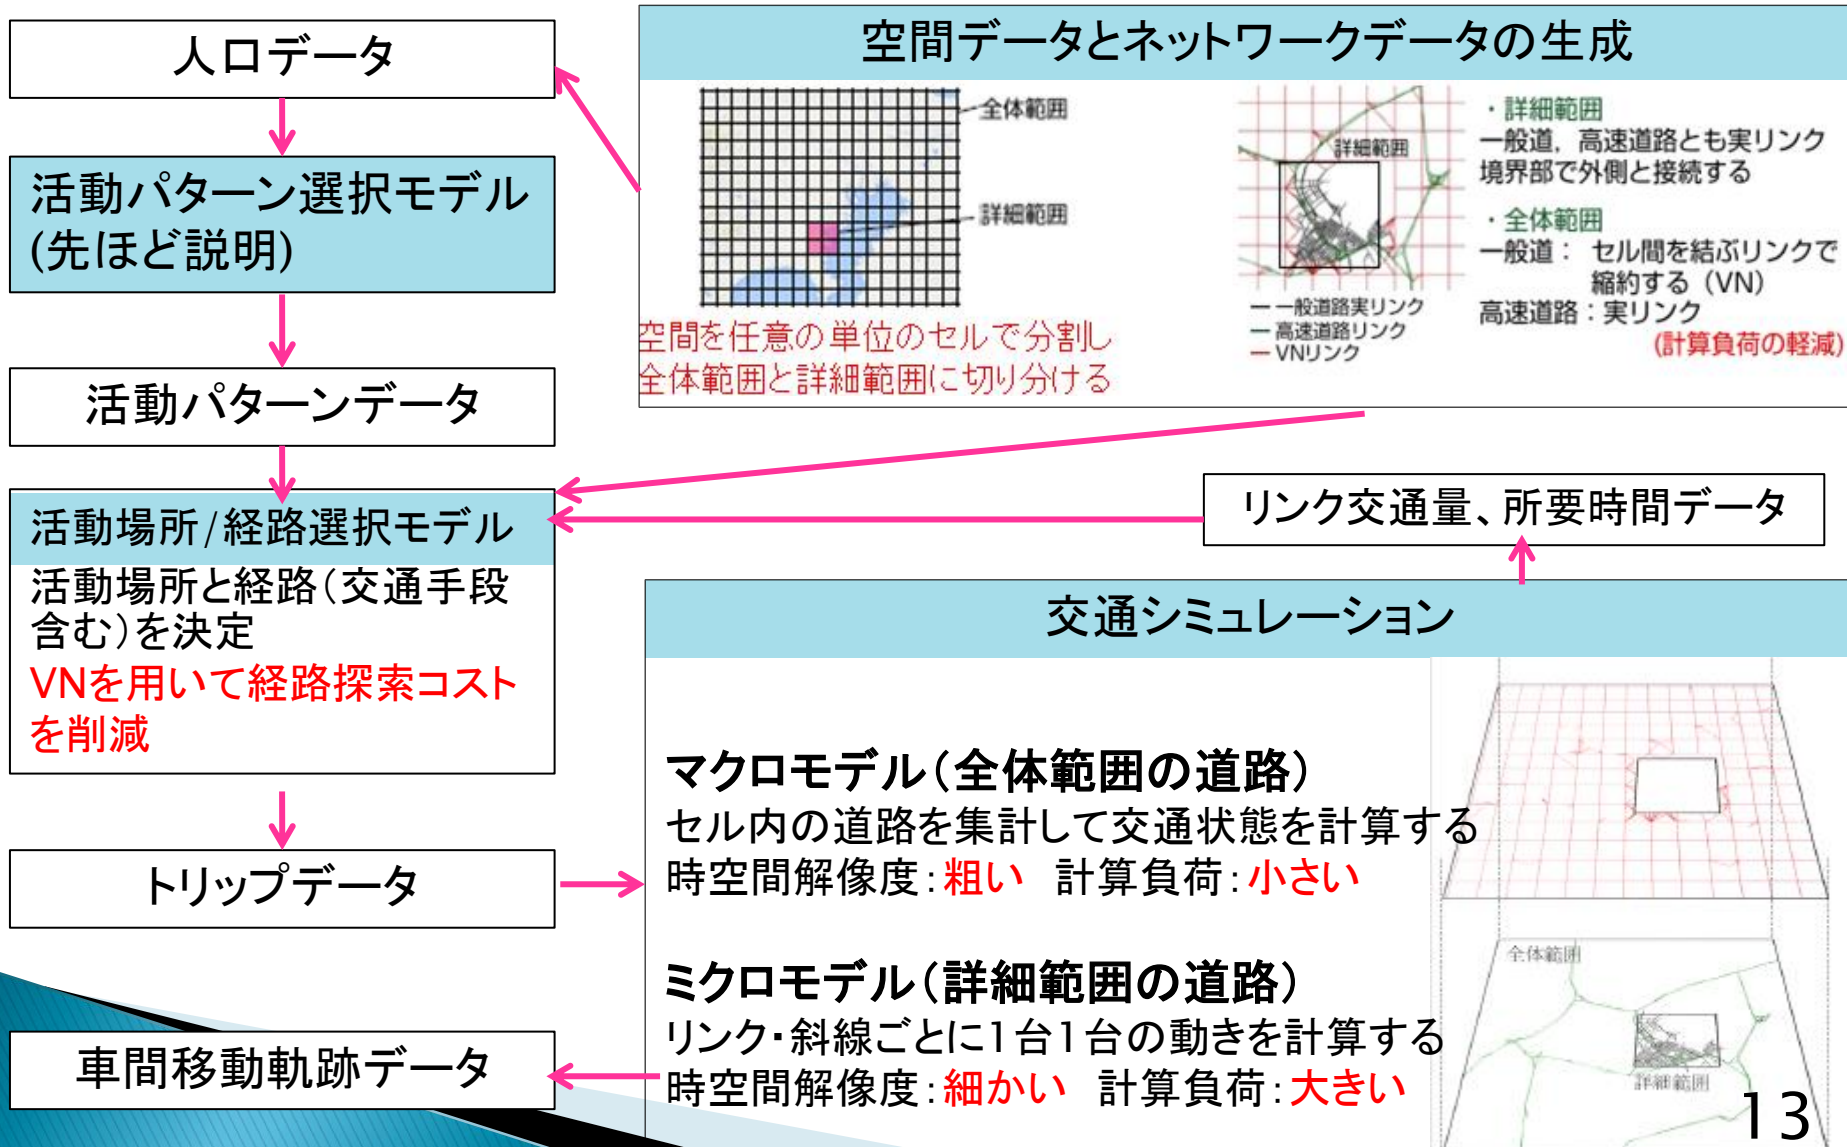 人口データ
活動パターン選択モデル
(先ほど説明)
活動パターンデータ
活動場所/経路選択モデル
活動場所と経路(交通手段
含む)を決定
VNを用いて経路探索コスト
を削減
トリップデータ
車間移動軌跡データ
空間データとネットワークデータの生成
全体範囲
詳細範囲
空間を任意の単位のセルで分割し
全体範囲と詳細範囲に切り分ける
詳細範囲
一般道路実リンク
高速道路リンク
VNリンク
・詳細範囲
一般道，高速道路とも実リンク
境界部で外側と接続する
・全体範囲
一般道： セル間を結ぶリンクで
縮約する（VN）
高速道路：実リンク
(計算負荷の軽減)
リンク交通量、所要時間データ
交通シミュレーション
マクロモデル(全体範囲の道路)
セル内の道路を集計して交通状態を計算する
時空間解像度:粗い 計算負荷:小さい
ミクロモデル(詳細範囲の道路)
リンク・斜線ごとに1台1台の動きを計算する
時空間解像度:細かい 計算負荷:大きい
全体範囲
詳細範囲
13